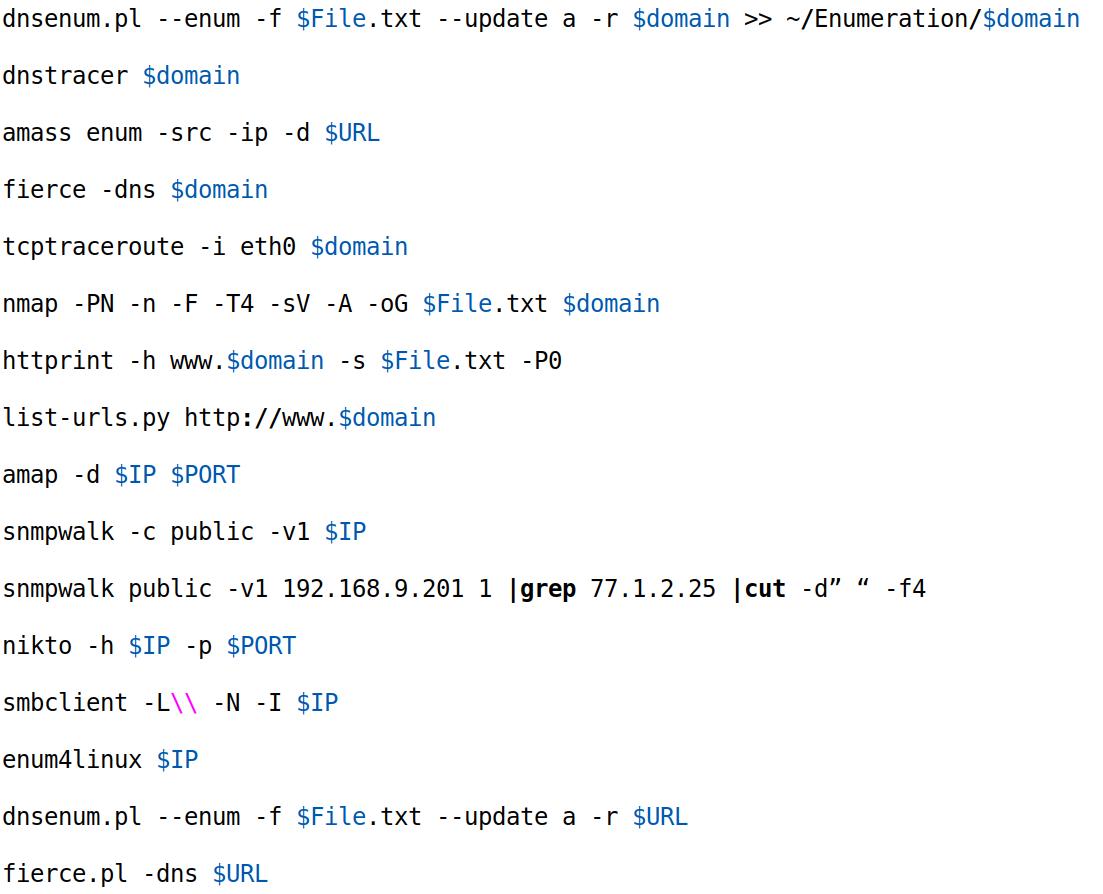 dnsenum.pl --enum -f $File.txt --update a -r $domain >> ~/Enumeration/$domain
dnstracer $domain
amass enum -src -ip -d $URL
fierce -dns $domain
tcptraceroute -i eth0 $domain
nmap -PN -n -F -T4 -sV -A -oG $File.txt $domain
httprint -h www.$domain -s $File.txt -P0
list-urls.py http://www.$domain
amap -d $IP $PORT
snmpwalk -c public -v1 $IP
snmpwalk public -v1 192.168.9.201 1 |grep 77.1.2.25 |cut -d” “ -f4
nikto -h $IP -p $PORT
smbclient -L\\ -N -I $IP
enum4linux $IP
dnsenum.pl --enum -f $File.txt --update a -r $URL
fierce.pl -dns $URL